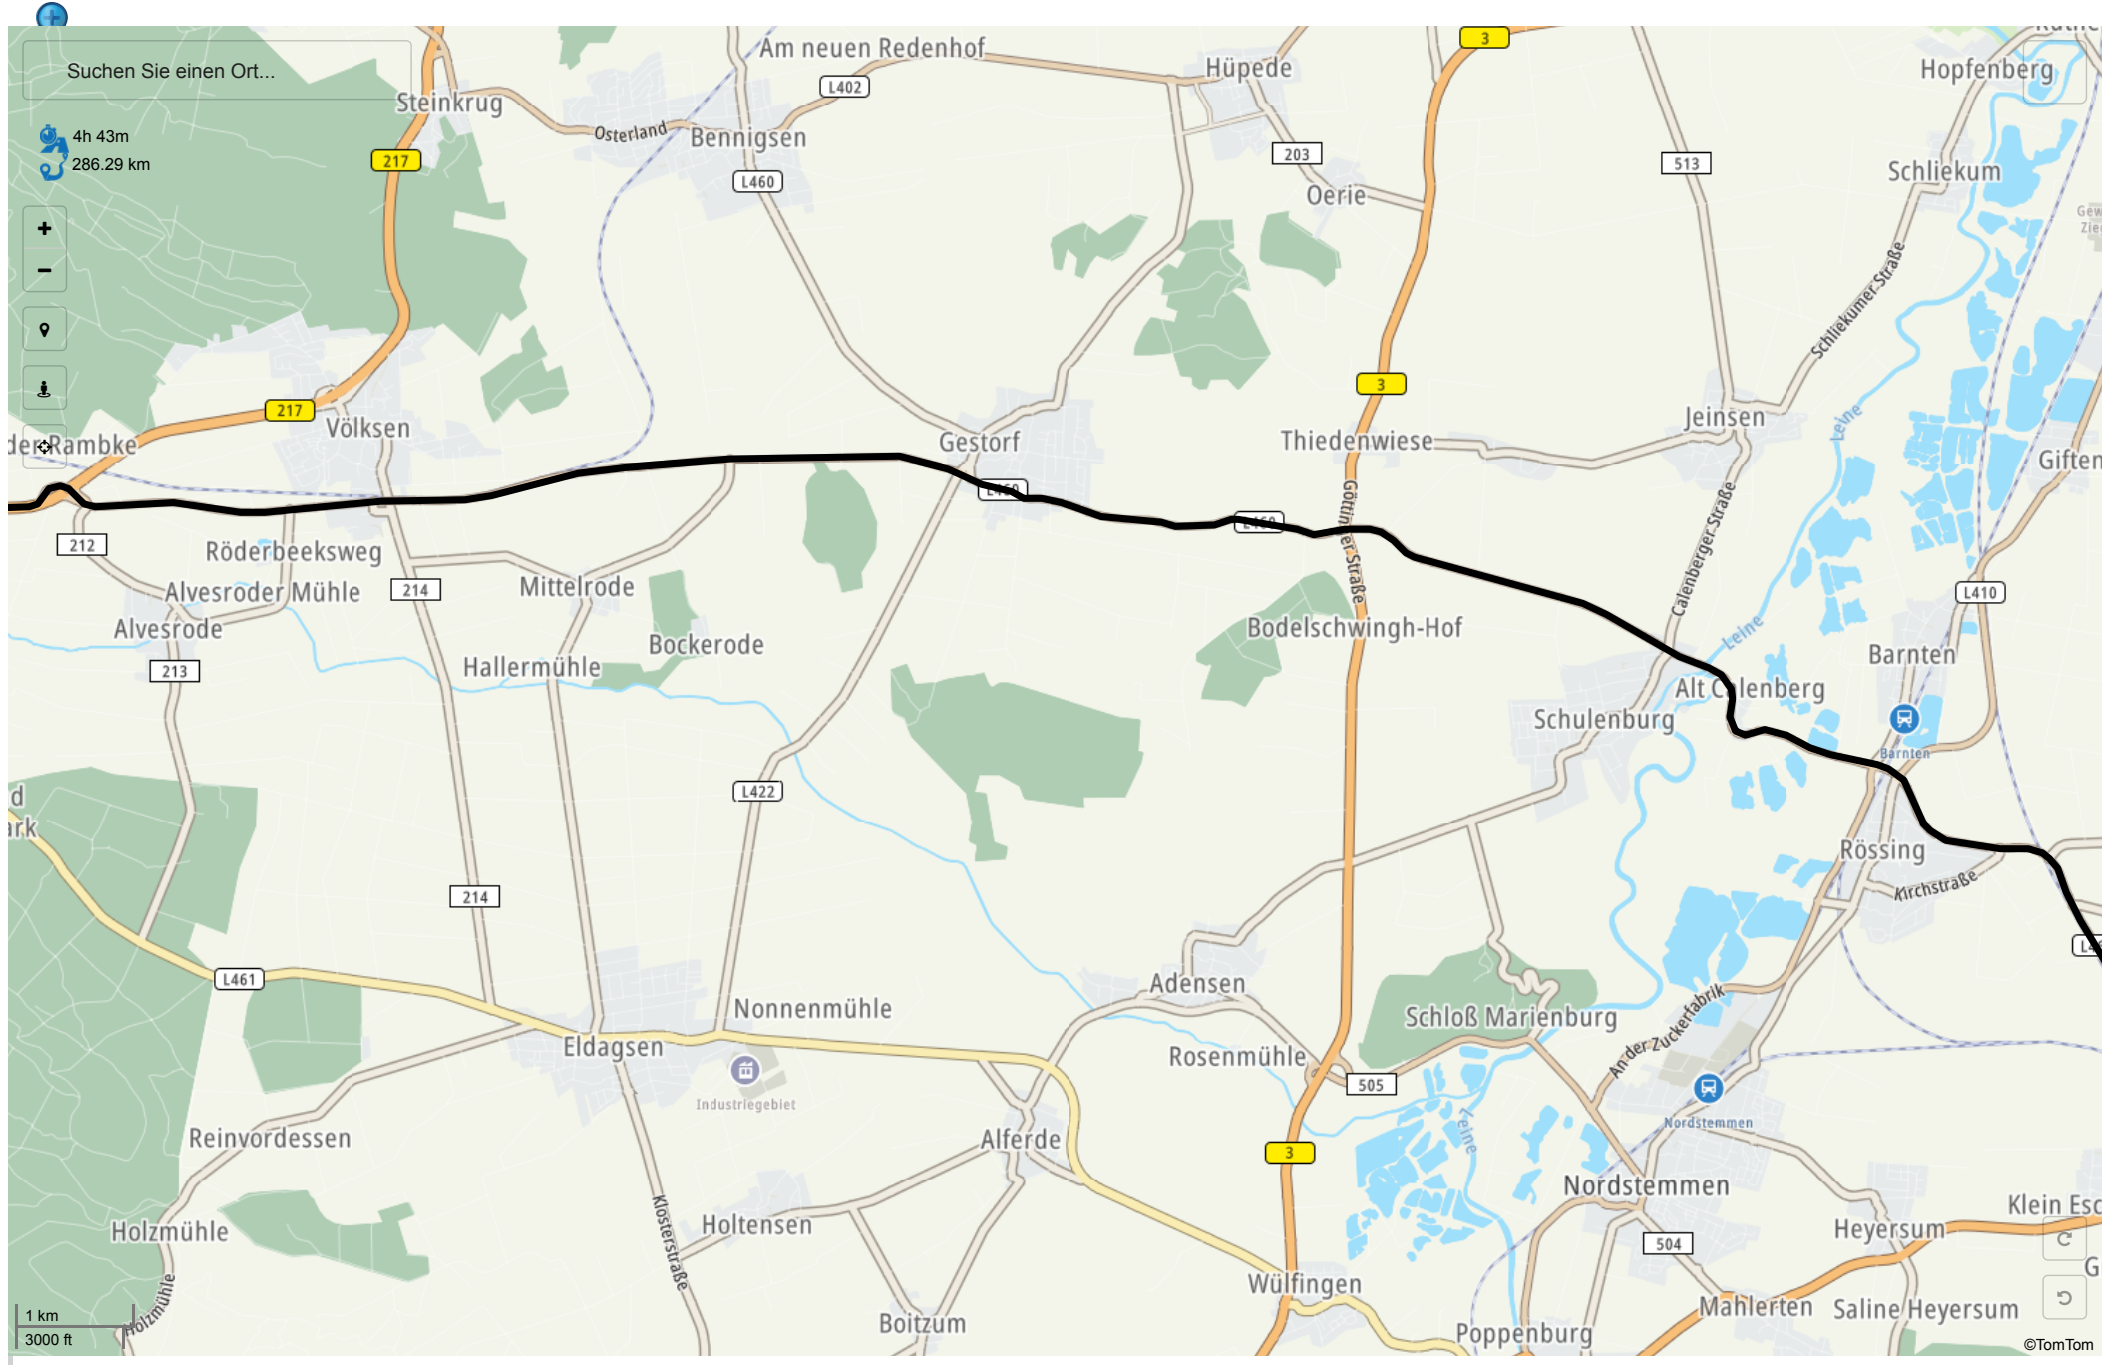 Suchen Sie einen Ort...
4h 43m
286.29 km
+
−
Am neuen Redenhof
3
Hüpede
Hopfenberg
Steinkrug
L402
Osterland
Bennigsen
217
203
513
Schliekum
L460
Oerie
Schliekumer Straße
217
3
Völksen
Jeinsen
Leine
der Rambke
Gestorf
Thiedenwiese
Giften
L460
Göttinger Straße
Calenberger Straße
L460
212
Röderbeeksweg
Alvesroder Mühle
214
Mittelrode
L410
Alvesrode
Bockerode
Bodelschwingh-Hof
Leine
Barnten
213
Hallermühle
Alt Calenberg
Schulenburg
Barnten
L422
d
ark
Rössing
Kirchstraße
214
L461
Adensen
Nonnenmühle
Schloß Marienburg
An der Zuckerfabrik
Eldagsen
Rosenmühle
505
Industriegebiet
Leine
Nordstemmen
Reinvordessen
Alferde
3
Nordstemmen
Klein Esc
Holzmühle
Klosterstraße
Holtensen
Heyersum
504
G
Wülfingen
Holzmühle
Mahlerten
Saline Heyersum
1 km
3000 ft
Boitzum
Poppenburg
©TomTom